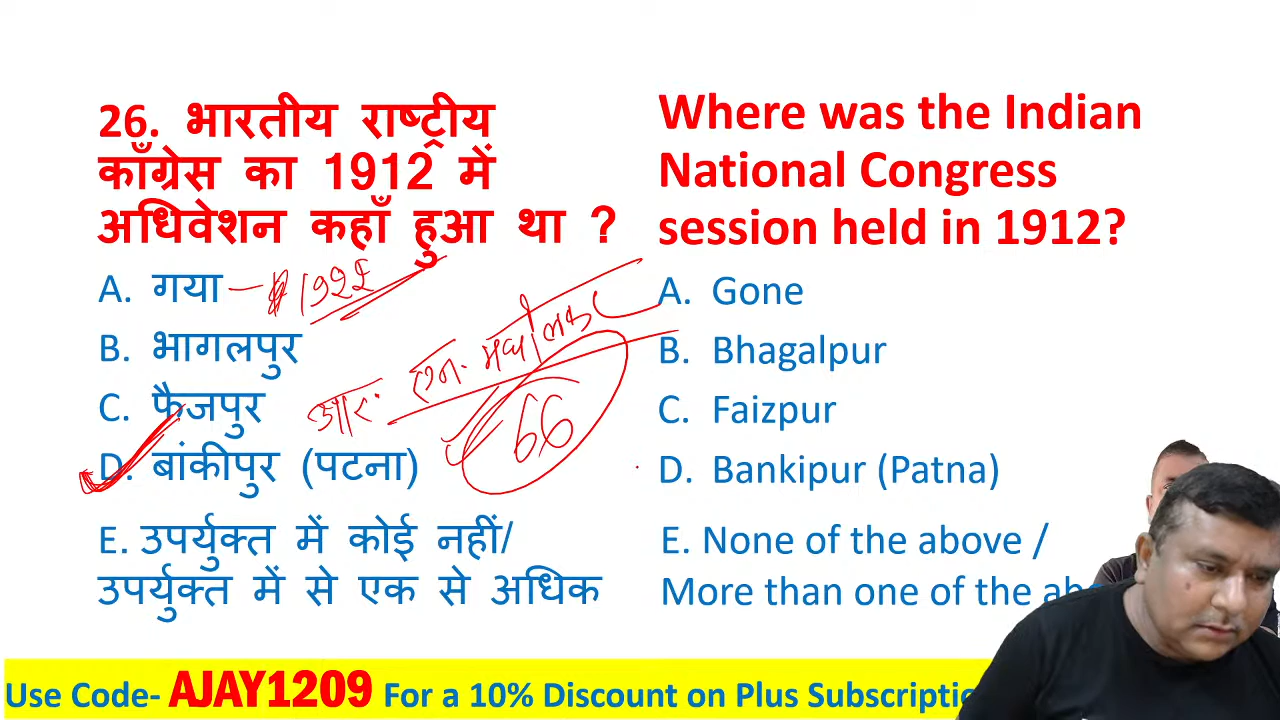 26. भारतीय राष्ट्रीय
काँग्रेस का 1912 में
अधिवेशन कहाँ हुआ था ?
A. गया
B. भागलपुर
C. फैजपुर
D. बांकीपुर (पटना)
E. उपर्युक्त में कोई नहीं/
उपर्युक्त में से एक से अधिक
66
Where was the Indian
National Congress
session held in 1912?
A. Gone
B. Bhagalpur
C. Faizpur
D. Bankipur (Patna)
E. None of the above /
More than one of the
Use Code- AJAY1209 For a 10% Discount on Plus